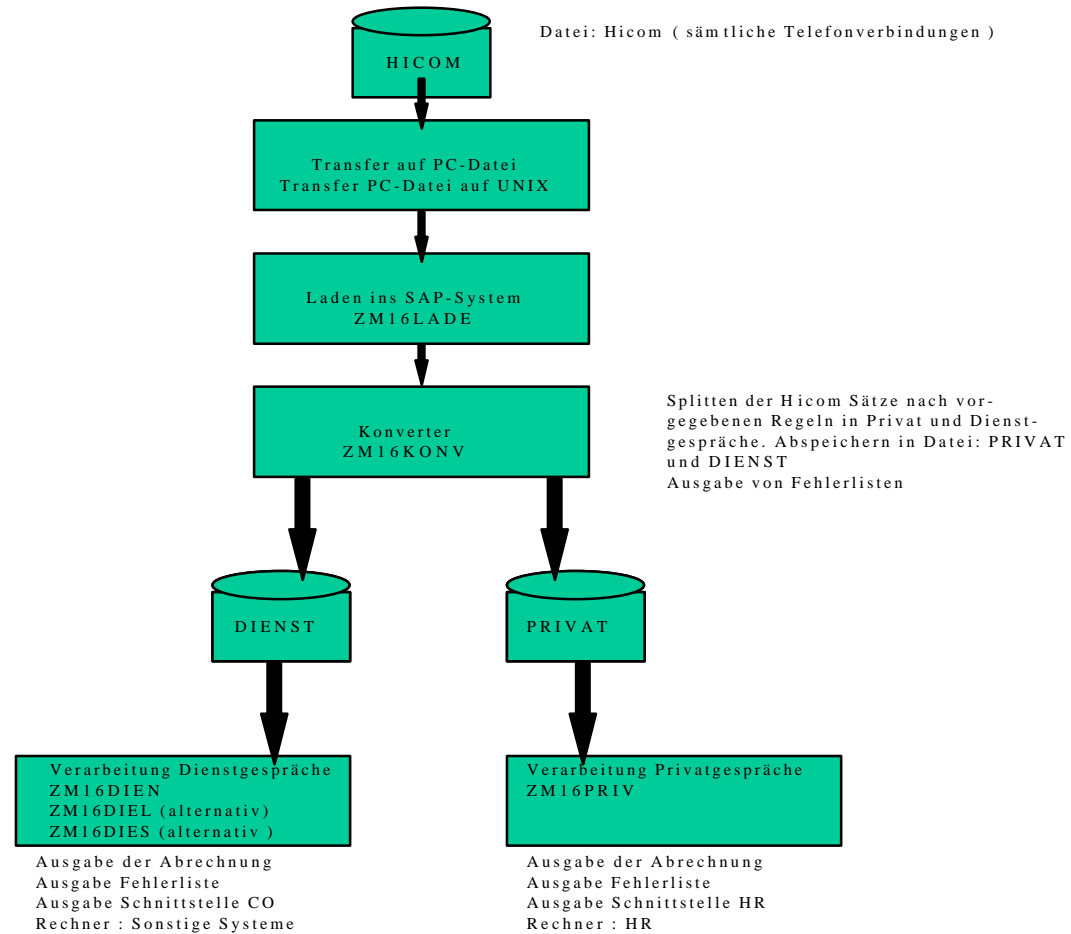 Datei: Hicom ( sämtliche Telefonverbindungen )
HICOM
Transfer auf PC-Datei
Transfer PC-Datei auf UNIX
Laden ins SAP-System
ZM16LADE
Konverter
ZM16KONV
Splitten der Hicom Sätze nach vor-
gegebenen Regeln in Privat und Dienst-
gespräche. Abspeichern in Datei: PRIVAT
und DIENST
Ausgabe von Fehlerlisten
DIENST
PRIVAT
Verarbeitung Dienstgespräche
ZM16DIEN
ZM16DIEL (alternativ)
ZM16DIES (alternativ )
Ausgabe der Abrechnung
Ausgabe Fehlerliste
Ausgabe Schnittstelle CO
Rechner : Sonstige Systeme
Verarbeitung Privatgespräche
ZM16PRIV
Ausgabe der Abrechnung
Ausgabe Fehlerliste
Ausgabe Schnittstelle HR
Rechner : HR